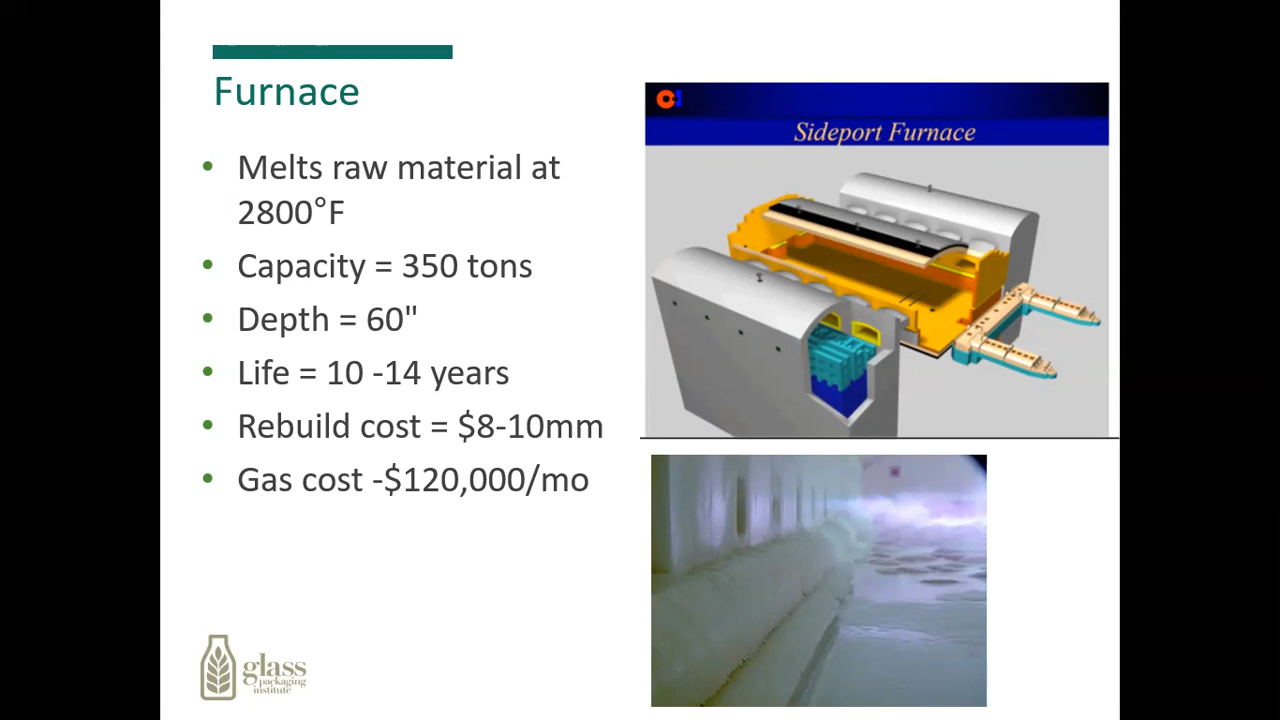 Furnace
• Melts raw material at
2800°F
• Capacity = 350 tons
• Depth = 60"
• Life = 10 -14 years
• Rebuild cost = $8-10mm
• Gas cost -$120,000/mo
Sideport Furnace
glass
packaging
institute